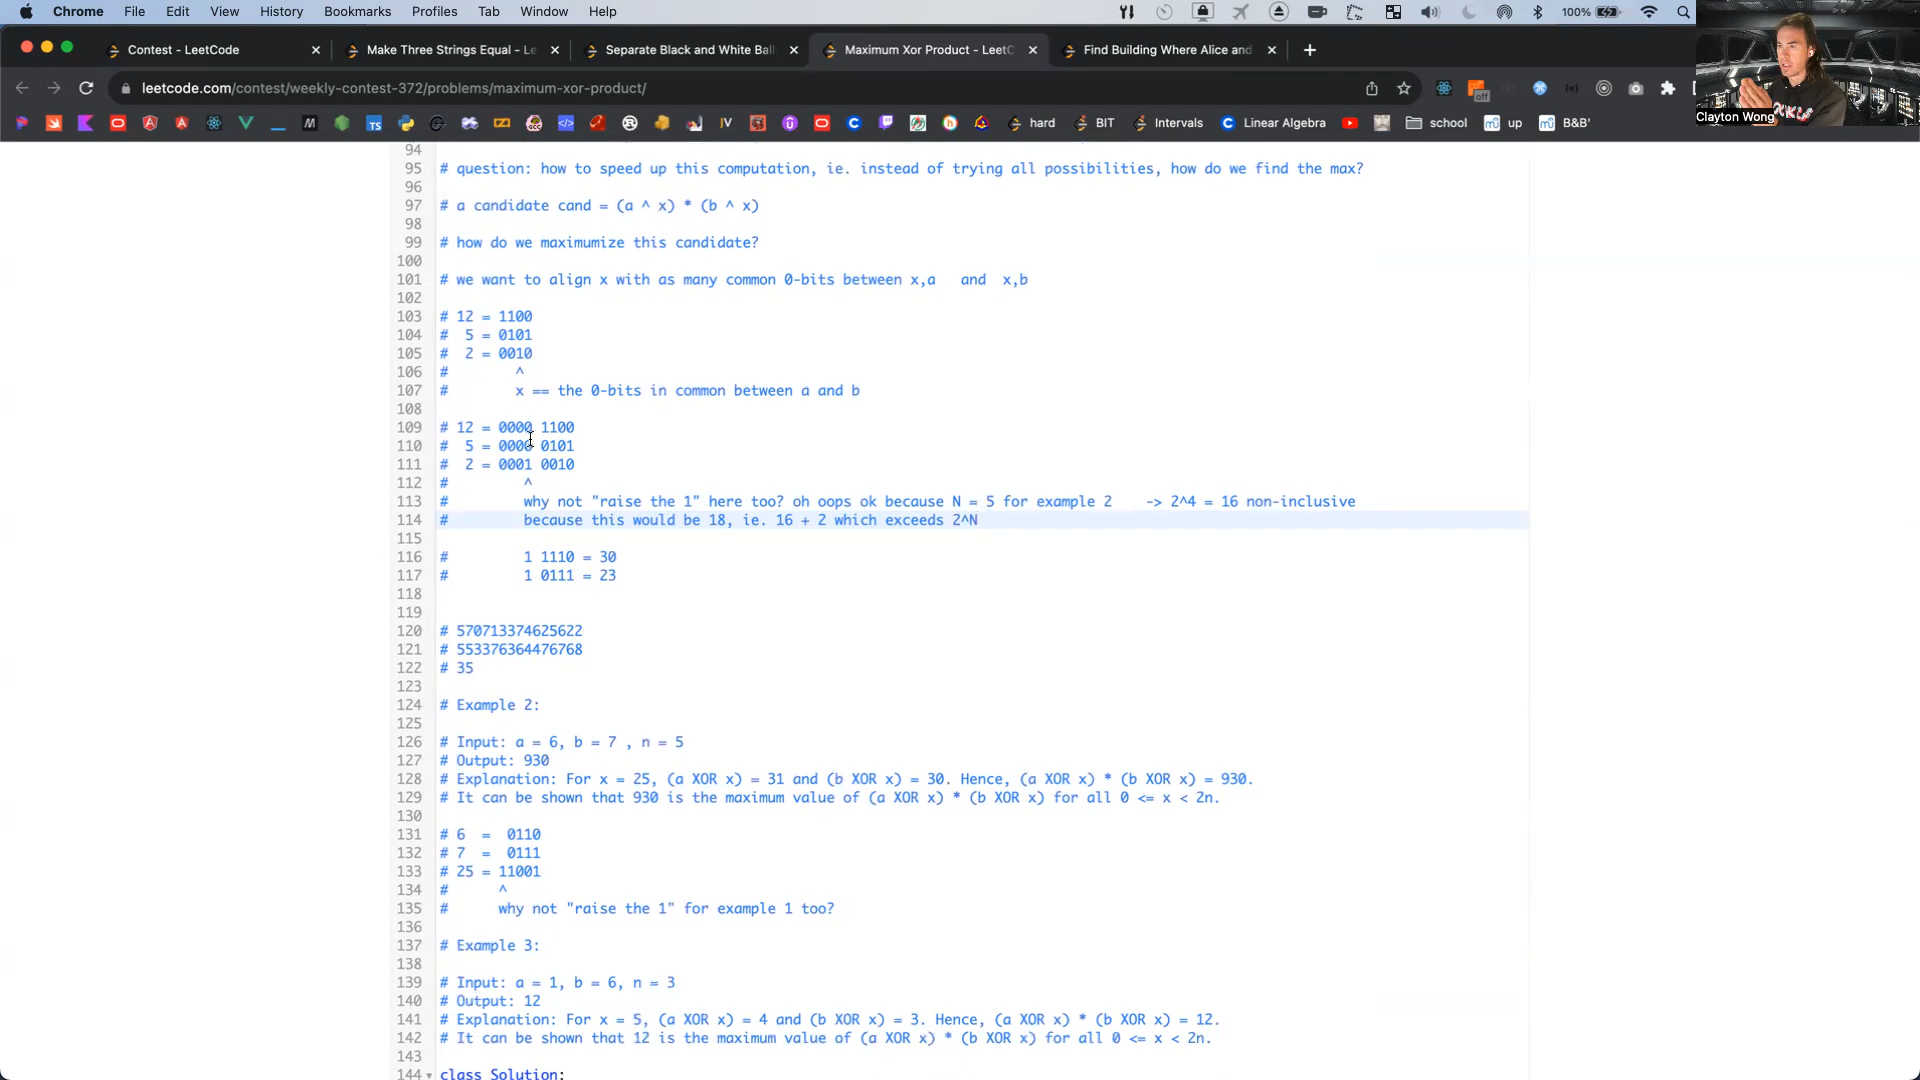 Chrome File Edit View History Bookmarks Profiles Tab Window Help 100%
Contest - LeetCode
Make Three Strings Equal - Le
Separate Black and White Ball
Maximum Xor Product - LeetC
Find Building Where Alice and
leetcode.com/contest/weekly-contest-372/problems/maximum-xor-product/
off
Clayton Wong
TS IV hard BIT Intervals Linear Algebra school up B&B'
94
95 # question: how to speed up this computation, ie. instead of trying all possibilities, how do we find the max?
96
97 # a candidate cand = (a ^ x) * (b ^ x)
98
99 # how do we maximumize this candidate?
100
101 # we want to align x with as many common 0-bits between x,a and x,b
102
103 # 12 = 1100
104 # 5 = 0101
105 # 2 = 0010
106 # ^
107 # x == the 0-bits in common between a and b
108
109 # 12 = 0000 1100
110 # 5 = 0000 0101
111 # 2 = 0001 0010
112 # ^
113 # why not "raise the 1" here too? oh oops ok because N = 5 for example 2 -> 2^4 = 16 non-inclusive
114 # because this would be 18, ie. 16 + 2 which exceeds 2^N
115
116 # 1 1110 = 30
117 # 1 0111 = 23
118
119
120 # 570713374625622
121 # 553376364476768
122 # 35
123
124 # Example 2:
125
126 # Input: a = 6, b = 7 , n = 5
127 # Output: 930
128 # Explanation: For x = 25, (a XOR x) = 31 and (b XOR x) = 30. Hence, (a XOR x) * (b XOR x) = 930.
129 # It can be shown that 930 is the maximum value of (a XOR x) * (b XOR x) for all 0 <= x < 2n.
130
131 # 6 = 0110
132 # 7 = 0111
133 # 25 = 11001
134 # ^
135 # why not "raise the 1" for example 1 too?
136
137 # Example 3:
138
139 # Input: a = 1, b = 6, n = 3
140 # Output: 12
141 # Explanation: For x = 5, (a XOR x) = 4 and (b XOR x) = 3. Hence, (a XOR x) * (b XOR x) = 12.
142 # It can be shown that 12 is the maximum value of (a XOR x) * (b XOR x) for all 0 <= x < 2n.
143
144 class Solution: